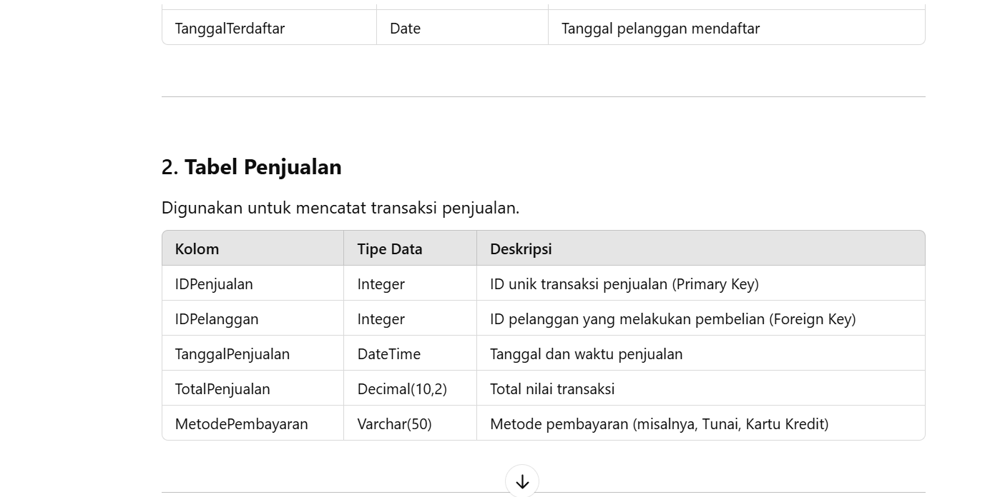 TanggalTerdaftar Date Tanggal pelanggan mendaftar
2. Tabel Penjualan
Digunakan untuk mencatat transaksi penjualan.
Kolom Tipe Data Deskripsi
IDPenjualan Integer ID unik transaksi penjualan (Primary Key)
IDPelanggan Integer ID pelanggan yang melakukan pembelian (Foreign Key)
TanggalPenjualan DateTime Tanggal dan waktu penjualan
TotalPenjualan Decimal(10,2) Total nilai transaksi
MetodePembayaran Varchar(50) Metode pembayaran (misalnya, Tunai, Kartu Kredit)